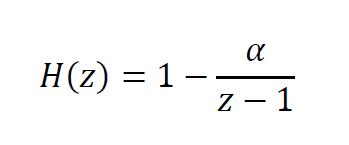 H(z) = 1 − α / (z − 1)